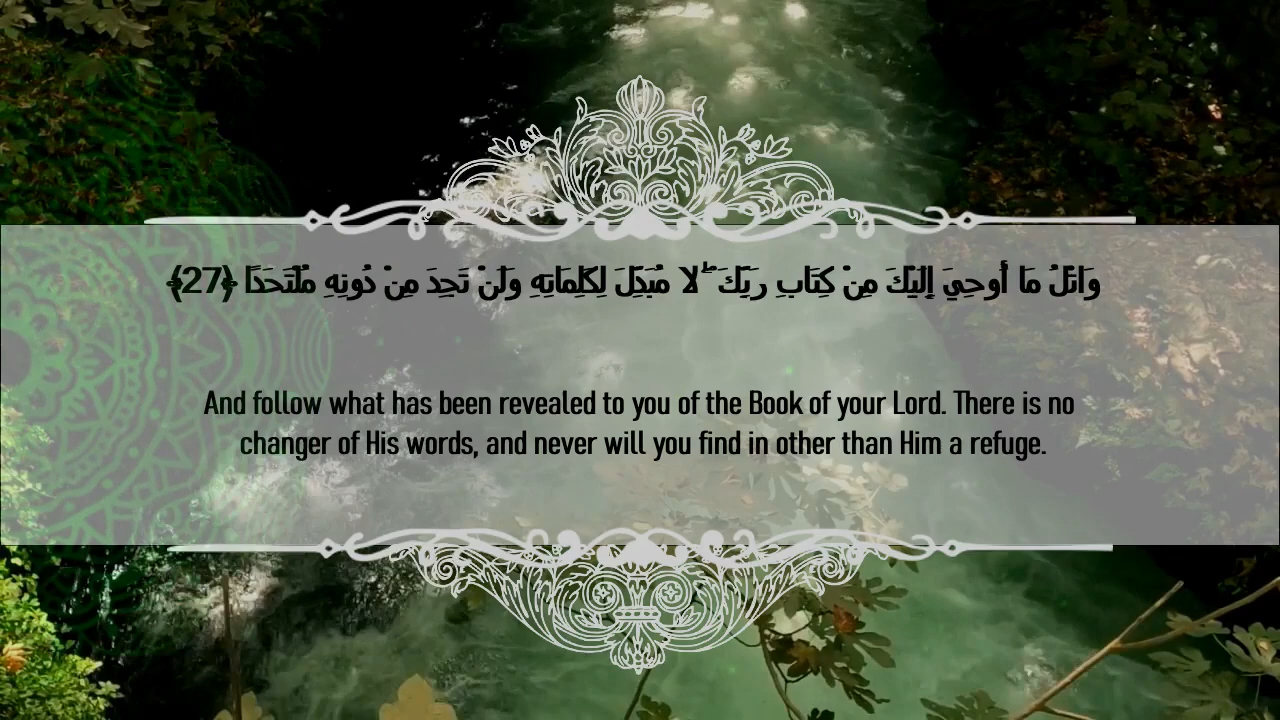 وَاتْلُ مَا أُوحِيَ إِلَيْكَ مِنْ كِتَابِ رَبِّكَ ۖ لَا مُبَدِّلَ لِكَلِمَاتِهِ وَلَنْ تَجِدَ مِنْ دُونِهِ مُلْتَحَدًا ﴿27﴾
And follow what has been revealed to you of the Book of your Lord. There is no
changer of His words, and never will you find in other than Him a refuge.